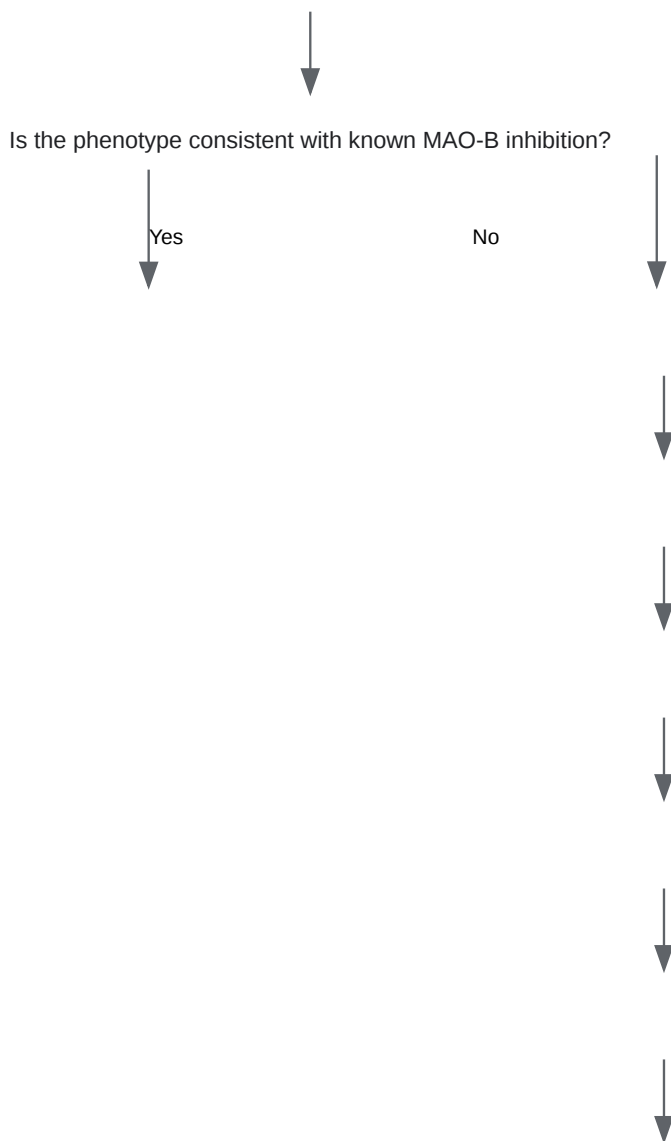 Is the phenotype consistent with known MAO-B inhibition?
Yes
No